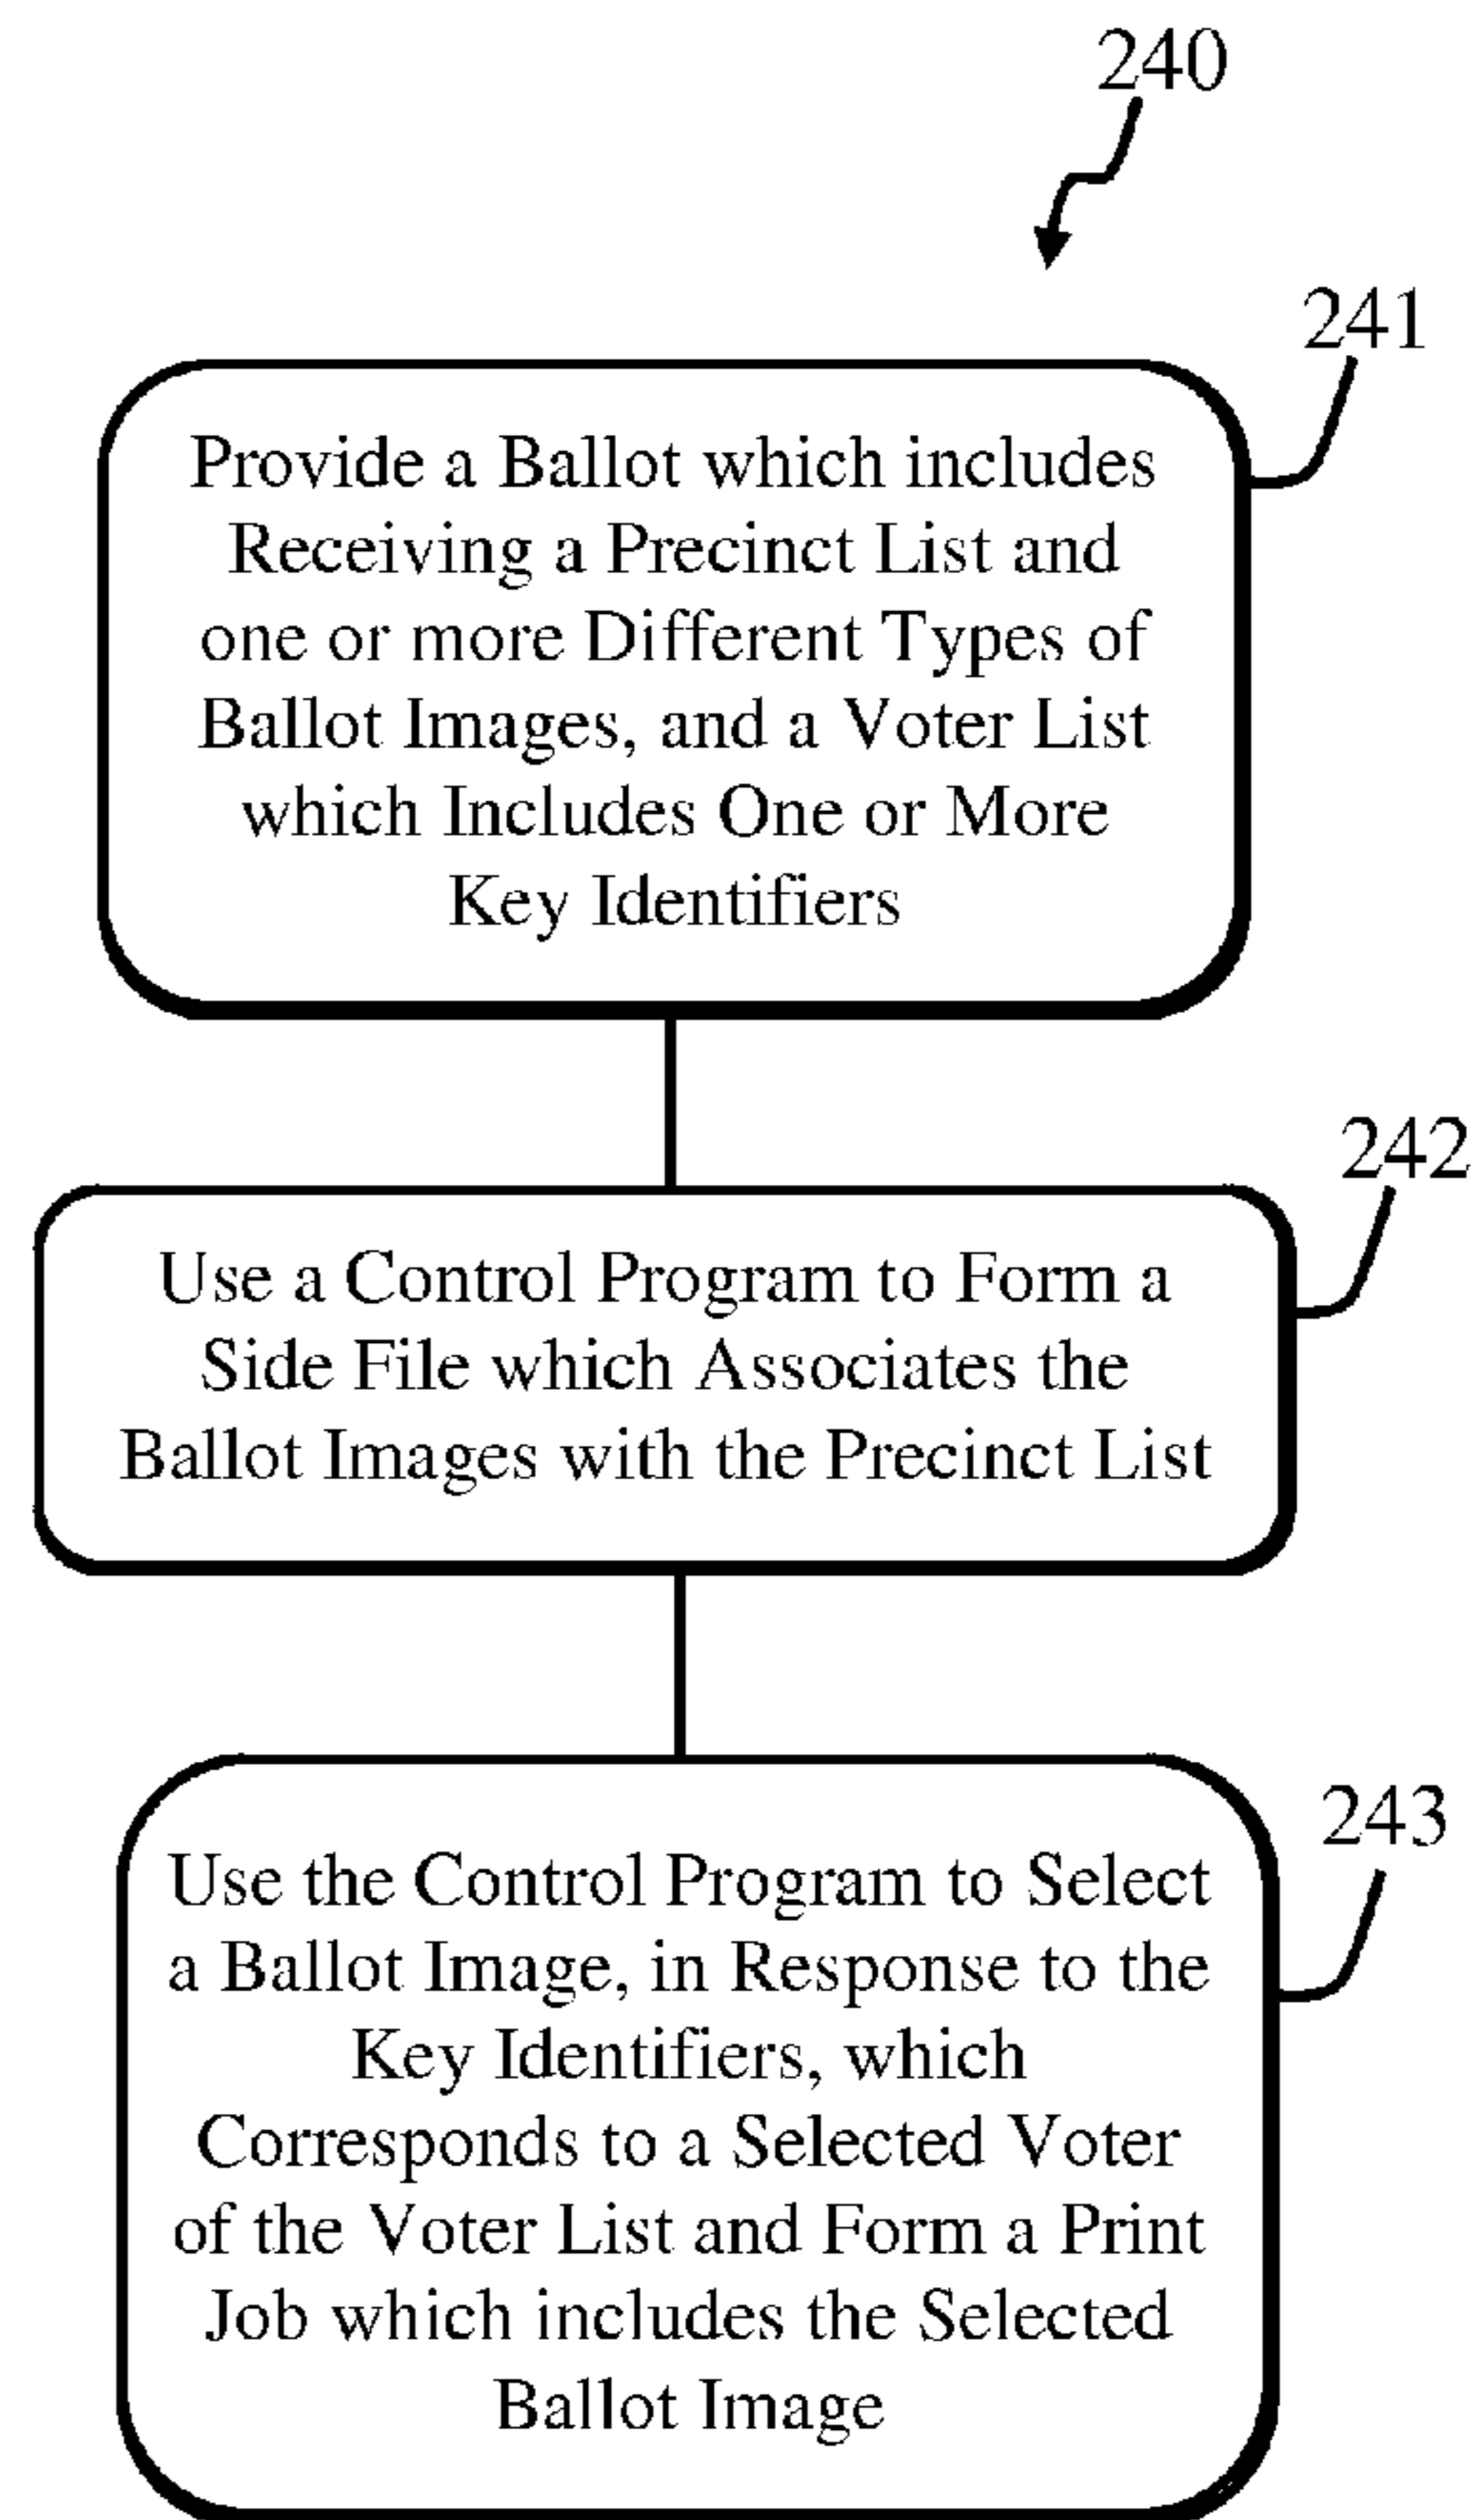 240
241
Provide a Ballot which includes
Receiving a Precinct List and
one or more Different Types of
Ballot Images, and a Voter List
which Includes One or More
Key Identifiers
242
Use a Control Program to Form a
Side File which Associates the
Ballot Images with the Precinct List
243
Use the Control Program to Select
a Ballot Image, in Response to the
Key Identifiers, which
Corresponds to a Selected Voter
of the Voter List and Form a Print
Job which includes the Selected
Ballot Image